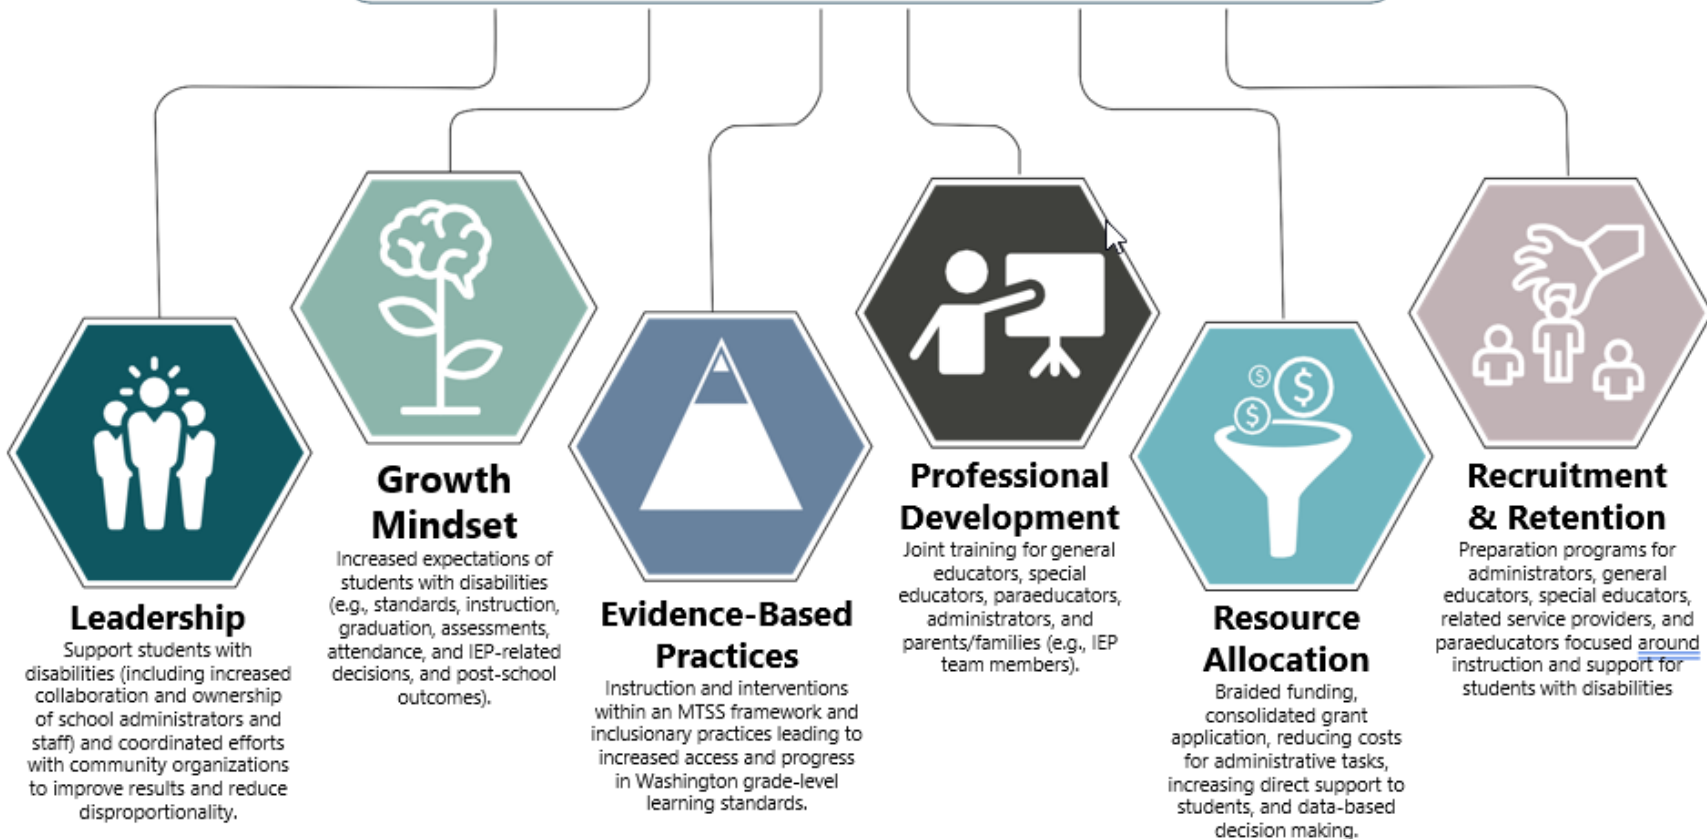 Leadership
Support students with
disabilities (including increased
collaboration and ownership
of school administrators and
staff) and coordinated efforts
with community organizations
to improve results and reduce
disproportionality.
Growth
Mindset
Increased expectations of
students with disabilities
(e.g., standards, instruction,
graduation, assessments,
attendance, and IEP-related
decisions, and post-school
outcomes).
Evidence-Based
Practices
Instruction and interventions
within an MTSS framework and
inclusionary practices leading to
increased access and progress
in Washington grade-level
learning standards.
Professional
Development
Joint training for general
educators, special
educators, paraeducators,
administrators, and
parents/families (e.g., IEP
team members).
$
$
$
Resource
Allocation
Braided funding,
consolidated grant
application, reducing costs
for administrative tasks,
increasing direct support to
students, and data-based
decision making.
Recruitment
& Retention
Preparation programs for
administrators, general
educators, special educators,
related service providers, and
paraeducators focused around
instruction and support for
students with disabilities